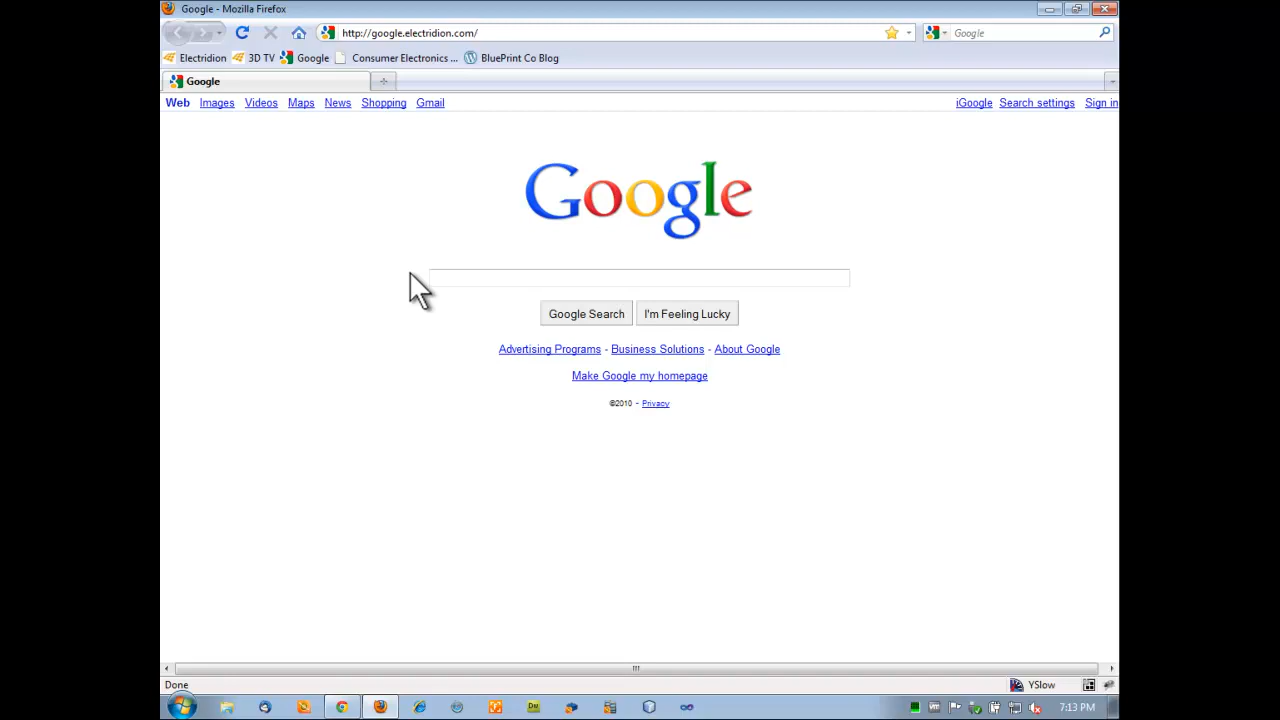 Google - Mozilla Firefox
http://google.electridion.com/
Google
Electridion 3D TV Google Consumer Electronics ... BluePrint Co Blog
Google
Web Images Videos Maps News Shopping Gmail iGoogle Search settings Sign in
Google
Google Search I'm Feeling Lucky
Advertising Programs - Business Solutions - About Google
Make Google my homepage
©2010 - Privacy
Done YSlow
7:13 PM